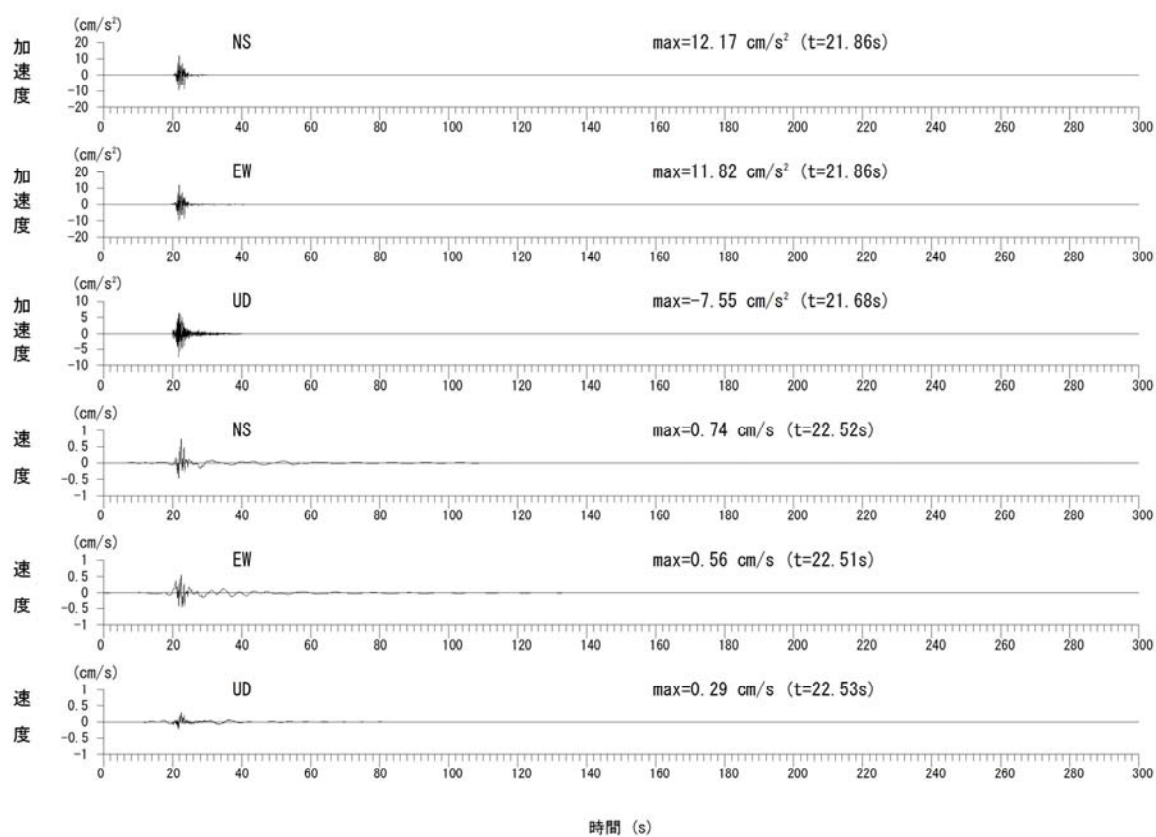 (cm/s²)
加速度
NS
max=12.17 cm/s² (t=21.86s)
20
10
0
-10
-20
0 20 40 60 80 100 120 140 160 180 200 220 240 260 280 300
(cm/s²)
加速度
EW
max=11.82 cm/s² (t=21.86s)
20
10
0
-10
-20
0 20 40 60 80 100 120 140 160 180 200 220 240 260 280 300
(cm/s²)
加速度
UD
max=-7.55 cm/s² (t=21.68s)
10
5
0
-5
-10
0 20 40 60 80 100 120 140 160 180 200 220 240 260 280 300
(cm/s)
速度
NS
max=0.74 cm/s (t=22.52s)
1
0.5
0
-0.5
-1
0 20 40 60 80 100 120 140 160 180 200 220 240 260 280 300
(cm/s)
速度
EW
max=0.56 cm/s (t=22.51s)
1
0.5
0
-0.5
-1
0 20 40 60 80 100 120 140 160 180 200 220 240 260 280 300
(cm/s)
速度
UD
max=0.29 cm/s (t=22.53s)
1
0.5
0
-0.5
-1
0 20 40 60 80 100 120 140 160 180 200 220 240 260 280 300
時間 (s)